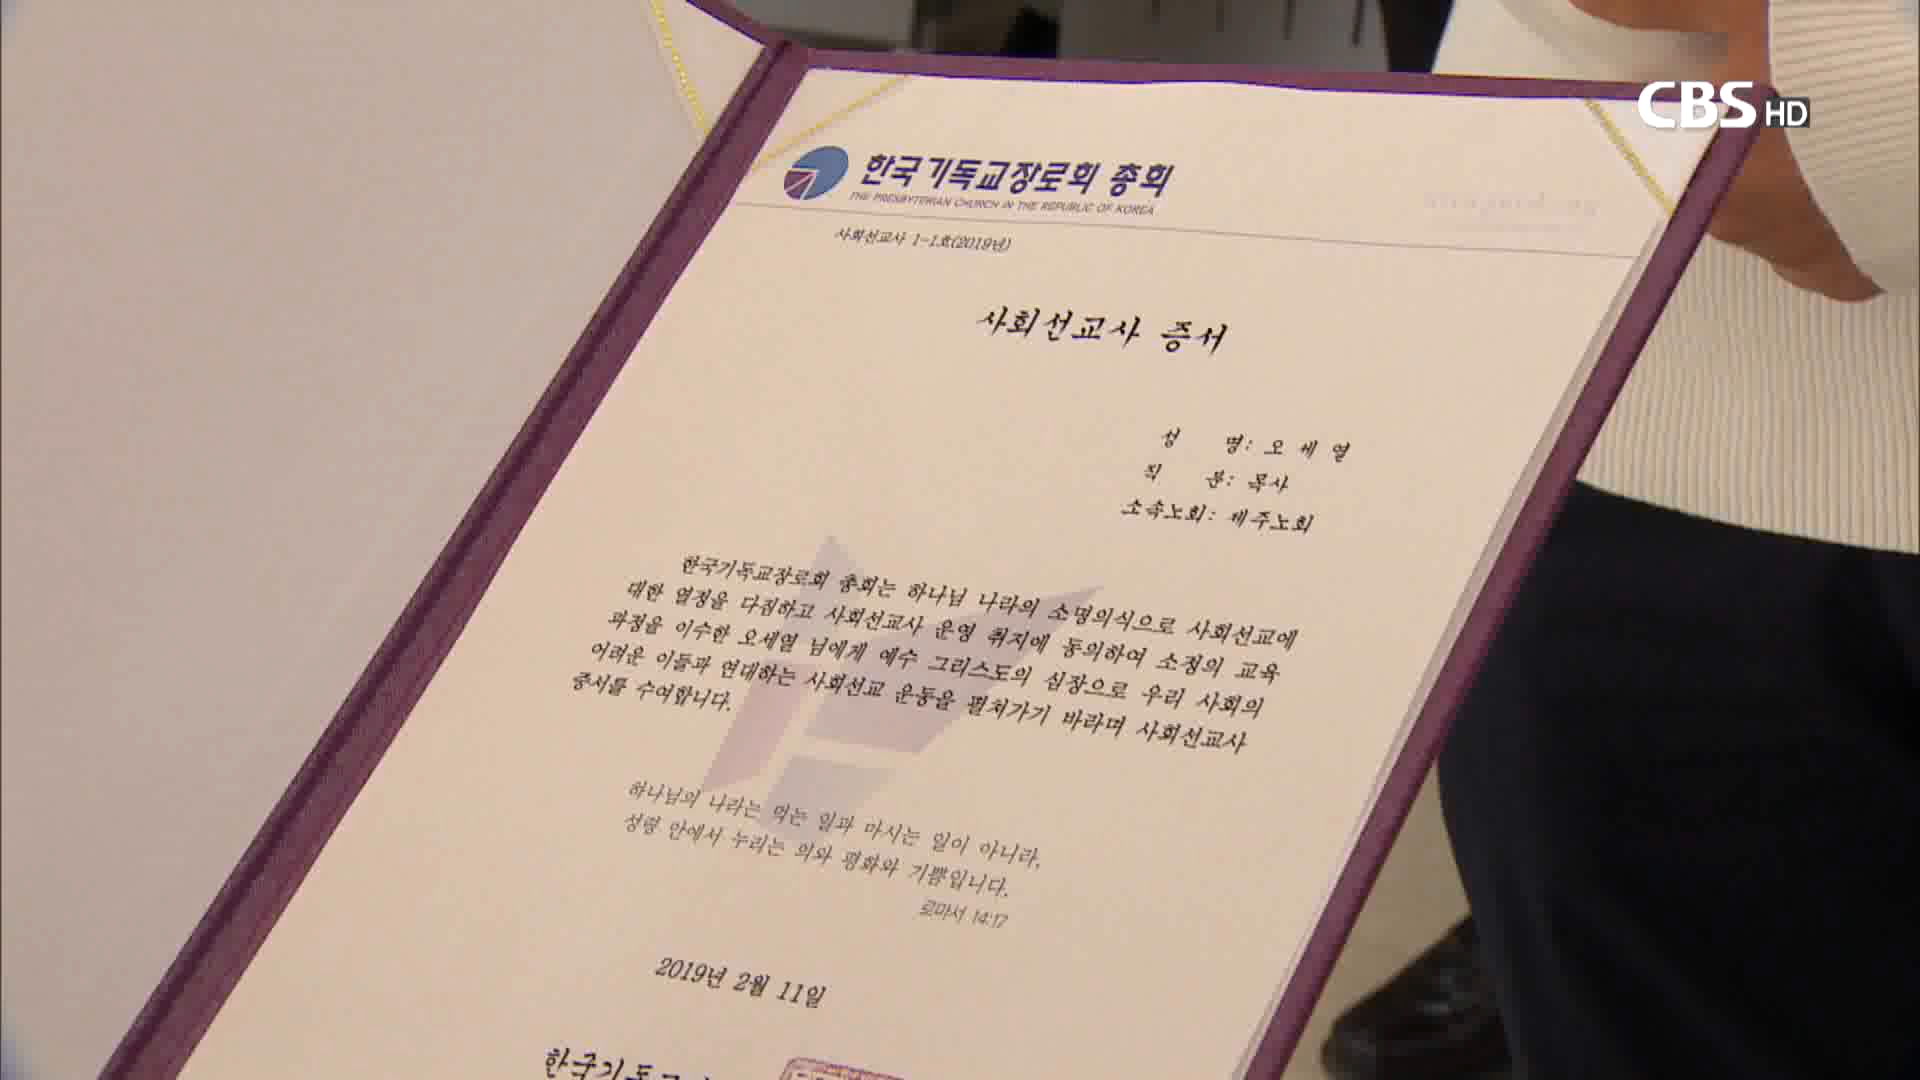 CBS HD
한국기독교장로회 총회
THE PRESBYTERIAN CHURCH IN THE REPUBLIC OF KOREA
사회선교사 1-1호(2019년)
사회선교사 증서
성 명: 오 세 열
직 분: 목사
소속노회: 제주노회
한국기독교장로회 총회는 하나님 나라의 소명의식으로 사회선교에
대한 열정을 다짐하고 사회선교사 운영 취지에 동의하여 소정의 교육
과정을 이수한 오세열 님에게 예수 그리스도의 심장으로 우리 사회의
어려운 이들과 연대하는 사회선교 운동을 펼쳐가기 바라며 사회선교사
증서를 수여합니다.
하나님의 나라는 먹는 일과 마시는 일이 아니라,
성령 안에서 누리는 의와 평화와 기쁨입니다.
로마서 14:17
2019년 2월 11일
한국기독교